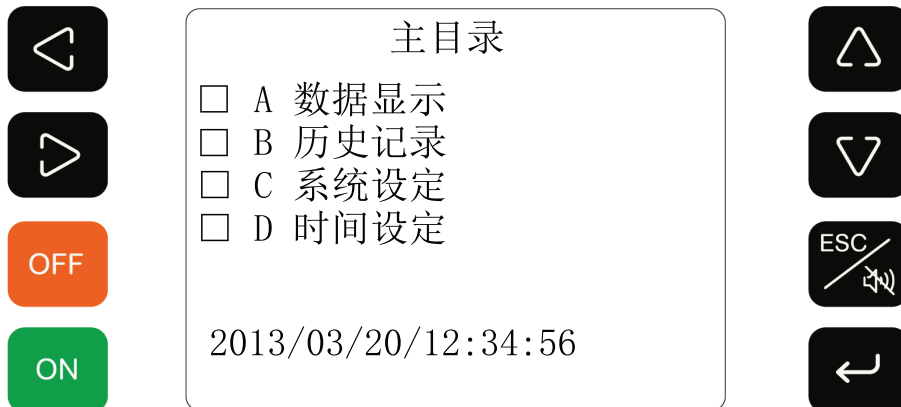 主目录
□ A 数据显示
□ B 历史记录
□ C 系统设定
□ D 时间设定
2013/03/20/12:34:56
OFF
ON
ESC